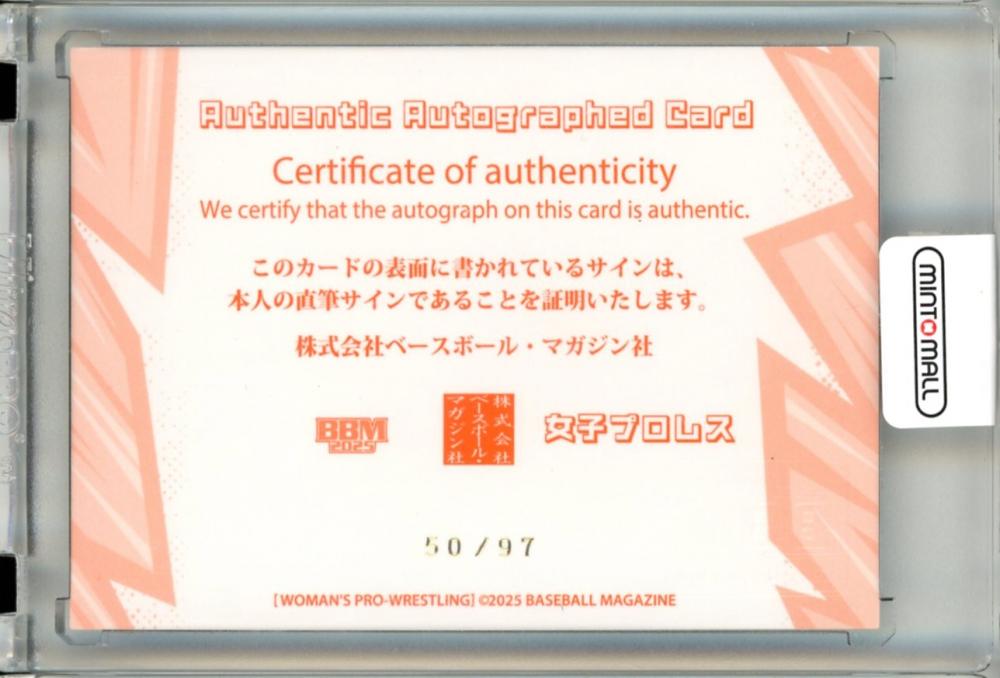 Authentic Autographed Card
Certificate of authenticity
We certify that the autograph on this card is authentic.
このカードの表面に書かれているサインは、
本人の直筆サインであることを証明いたします。
株式会社ベースボール・マガジン社
BBM
2025
株式会社
ベースボール・
マガジン社
女子プロレス
50/97
[WOMAN'S PRO-WRESTLING] ©2025 BASEBALL MAGAZINE
MINTMALL